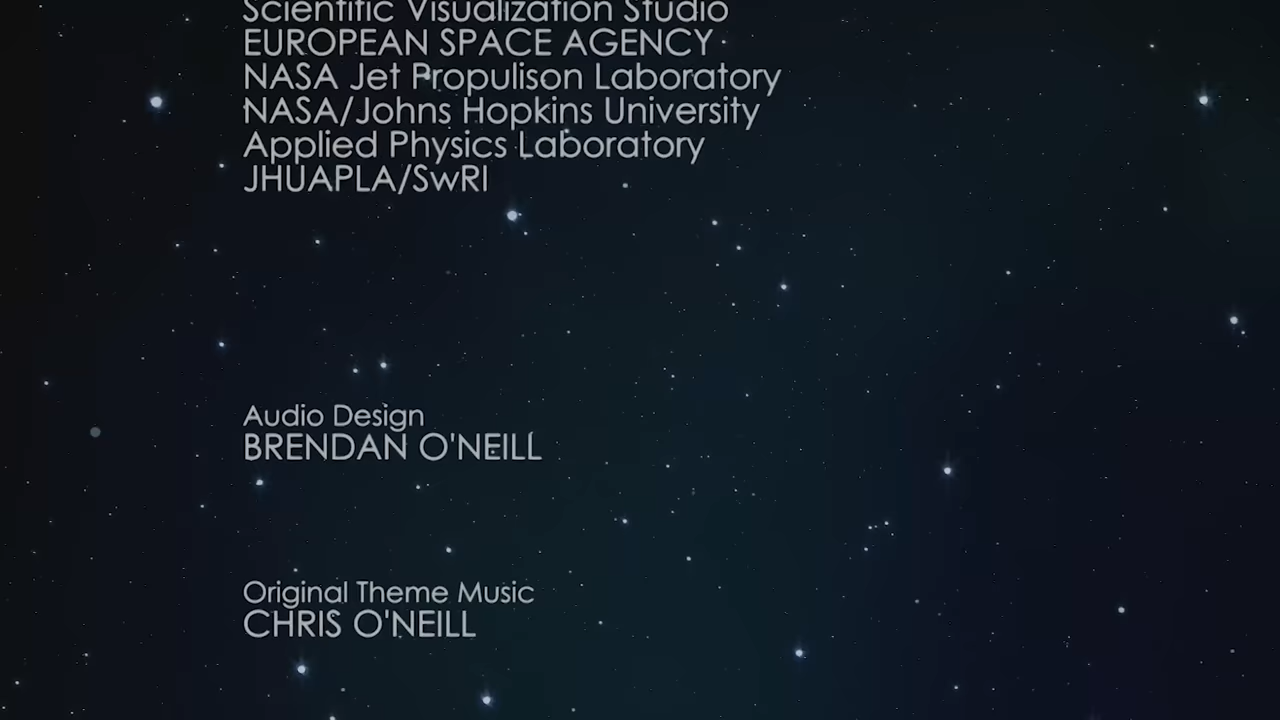 Scientific Visualization Studio
EUROPEAN SPACE AGENCY
NASA Jet Propulison Laboratory
NASA/Johns Hopkins University
Applied Physics Laboratory
JHUAPLA/SwRI
Audio Design
BRENDAN O'NEILL
Original Theme Music
CHRIS O'NEILL